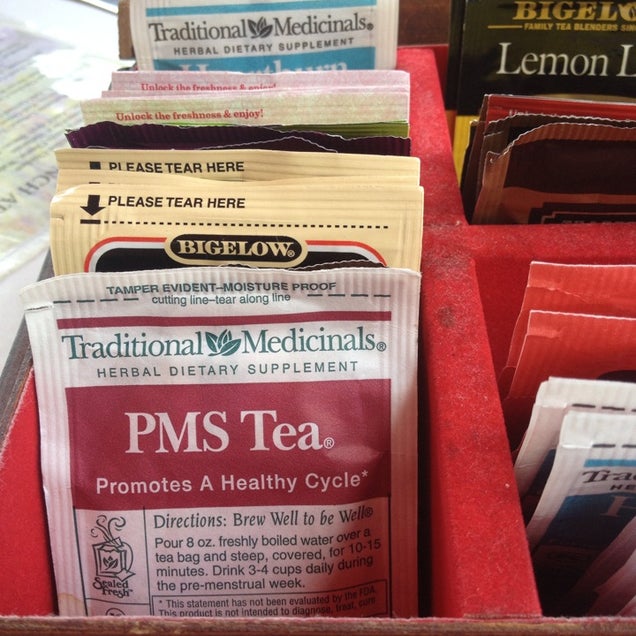 Traditional Medicinals®
HERBAL DIETARY SUPPLEMENT
Unlock the freshness & enjoy!
Unlock the freshness & enjoy!
PLEASE TEAR HERE
PLEASE TEAR HERE
BIGELOW®
TAMPER EVIDENT–MOISTURE PROOF
cutting line–tear along line
Traditional Medicinals®
HERBAL DIETARY SUPPLEMENT
PMS Tea®
Promotes A Healthy Cycle*
Directions: Brew Well to be Well®
Pour 8 oz. freshly boiled water over a
tea bag and steep, covered, for 10-15
minutes. Drink 3-4 cups daily during
the pre-menstrual week.
Sealed
Fresh™
* This statement has not been evaluated by the FDA.
This product is not intended to diagnose, treat, cure
BIGELO
FAMILY TEA BLENDERS
Lemon
Tra
HE